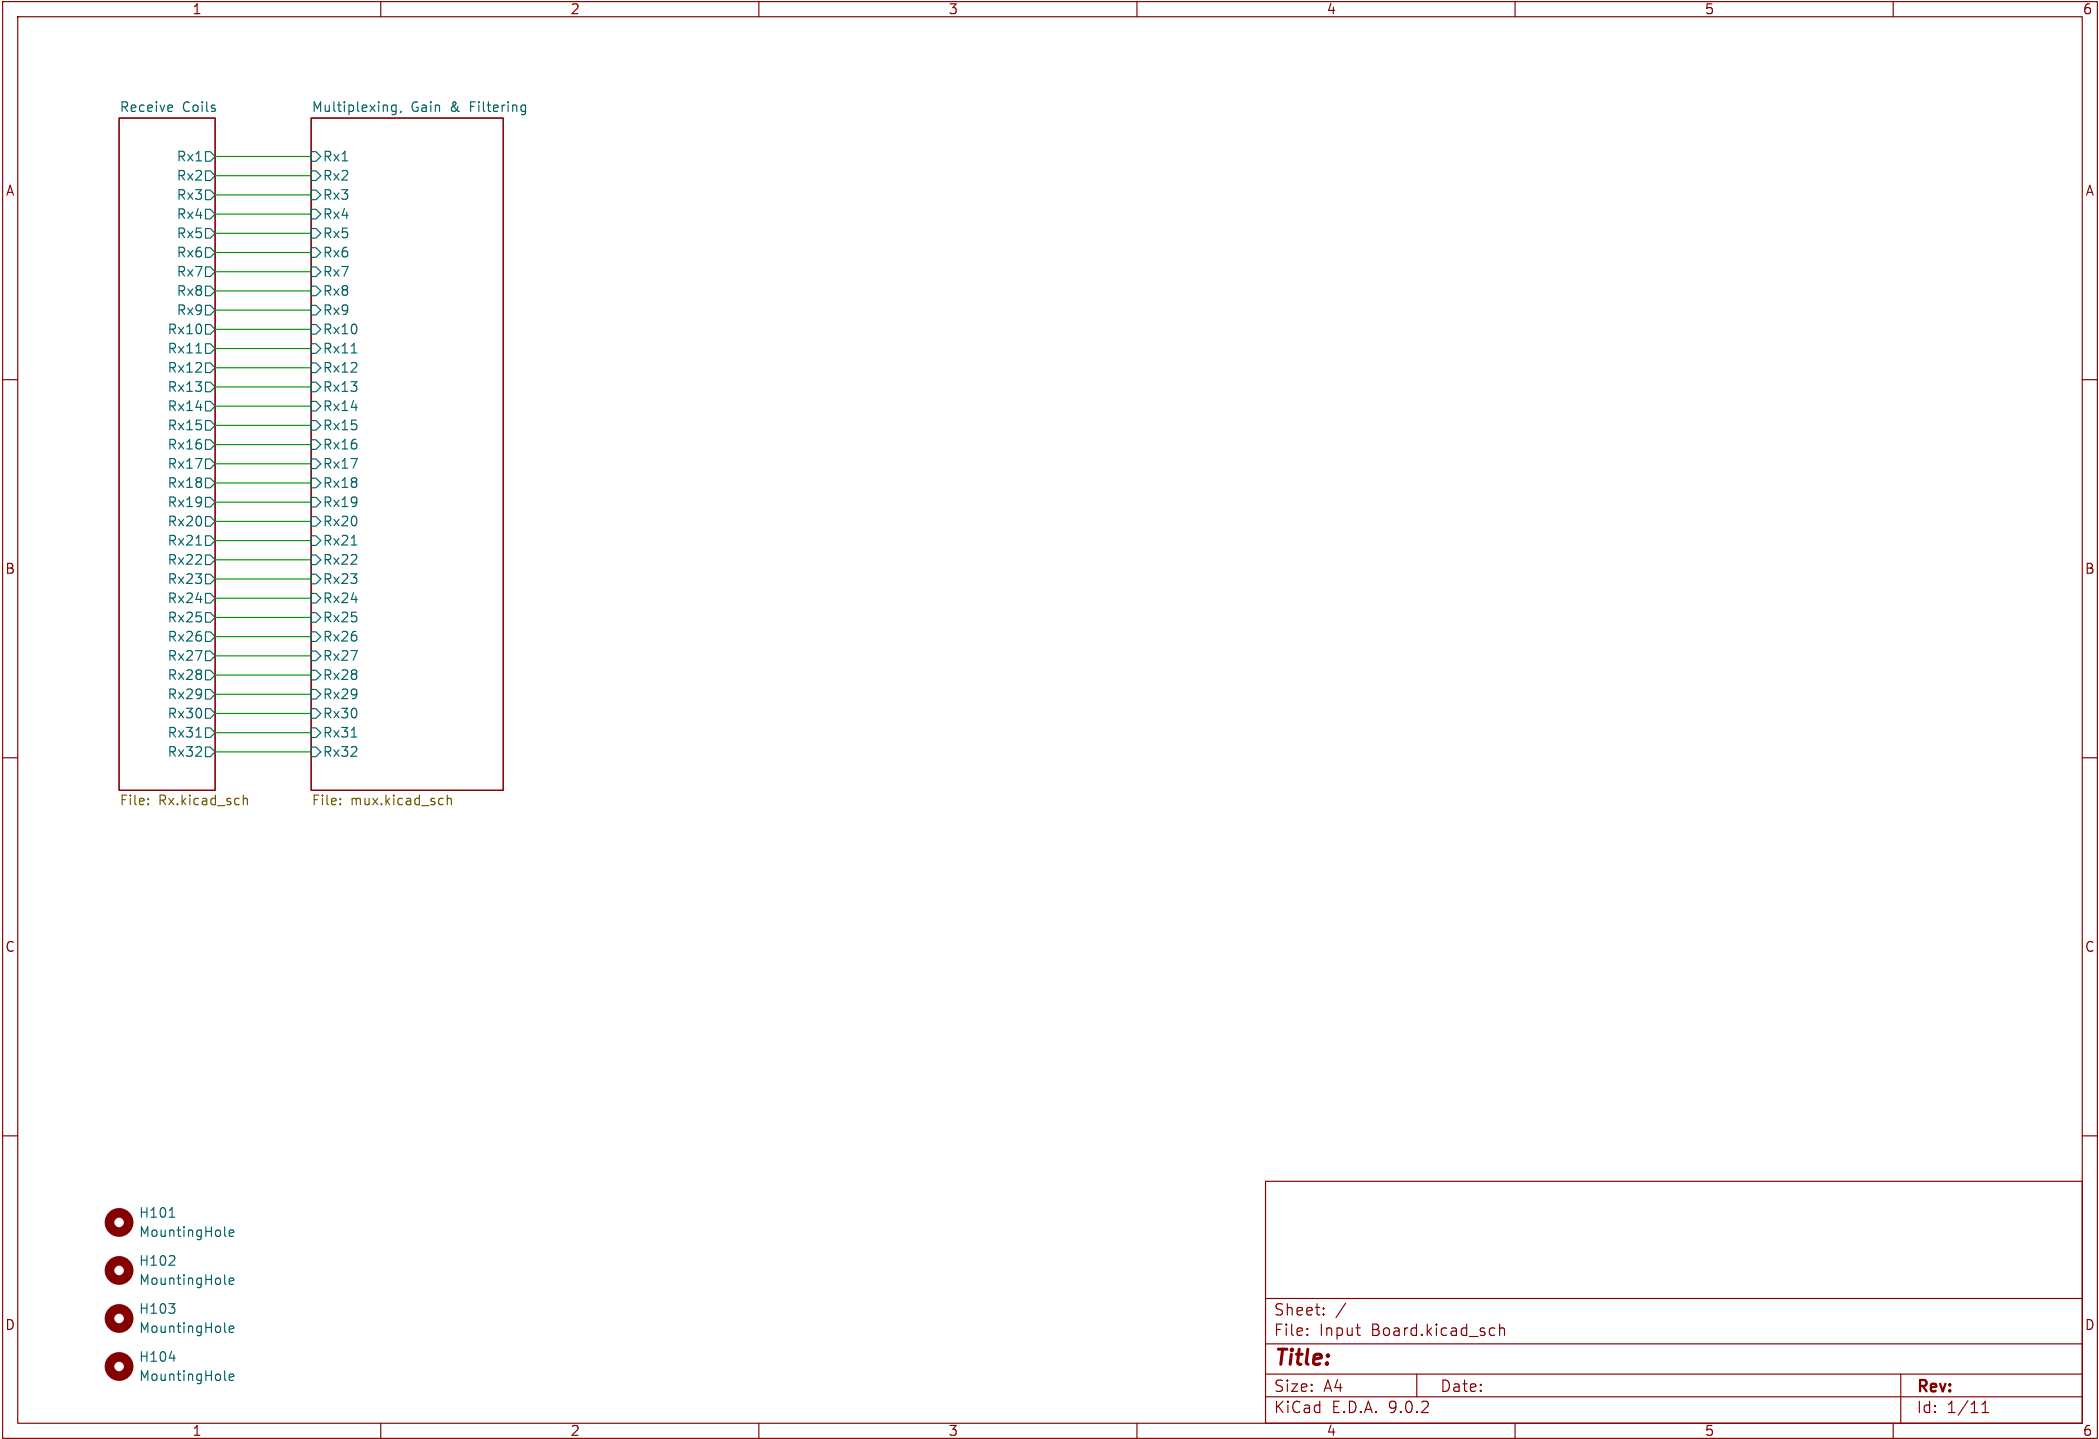 1 2 3 4 5 6
Receive Coils
Multiplexing, Gain & Filtering
Rx1 Rx1
Rx2 Rx2
A Rx3 Rx3 A
Rx4 Rx4
Rx5 Rx5
Rx6 Rx6
Rx7 Rx7
Rx8 Rx8
Rx9 Rx9
Rx10 Rx10
Rx11 Rx11
Rx12 Rx12
Rx13 Rx13
Rx14 Rx14
Rx15 Rx15
Rx16 Rx16
Rx17 Rx17
Rx18 Rx18
Rx19 Rx19
Rx20 Rx20
Rx21 Rx21
Rx22 Rx22
B B
Rx23 Rx23
Rx24 Rx24
Rx25 Rx25
Rx26 Rx26
Rx27 Rx27
Rx28 Rx28
Rx29 Rx29
Rx30 Rx30
Rx31 Rx31
Rx32 Rx32
File: Rx.kicad_sch
File: mux.kicad_sch
C C
H101
MountingHole
H102
MountingHole
H103
MountingHole
H104
MountingHole
D D
Sheet: /
File: Input Board.kicad_sch
Title:
Size: A4 Date: Rev:
KiCad E.D.A. 9.0.2 Id: 1/11
1 2 3 4 5 6